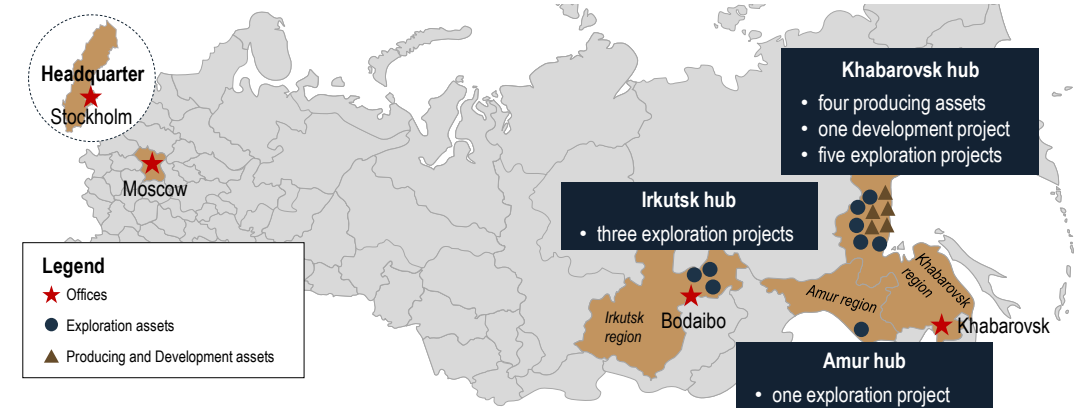 Headquarter
Stockholm
Moscow
Khabarovsk hub
• four producing assets
• one development project
• five exploration projects
Irkutsk hub
• three exploration projects
Legend
Offices
Exploration assets
Producing and Development assets
Irkutsk
region
Bodaibo
Amur region
Khabarovsk
region
Khabarovsk
Amur hub
• one exploration project